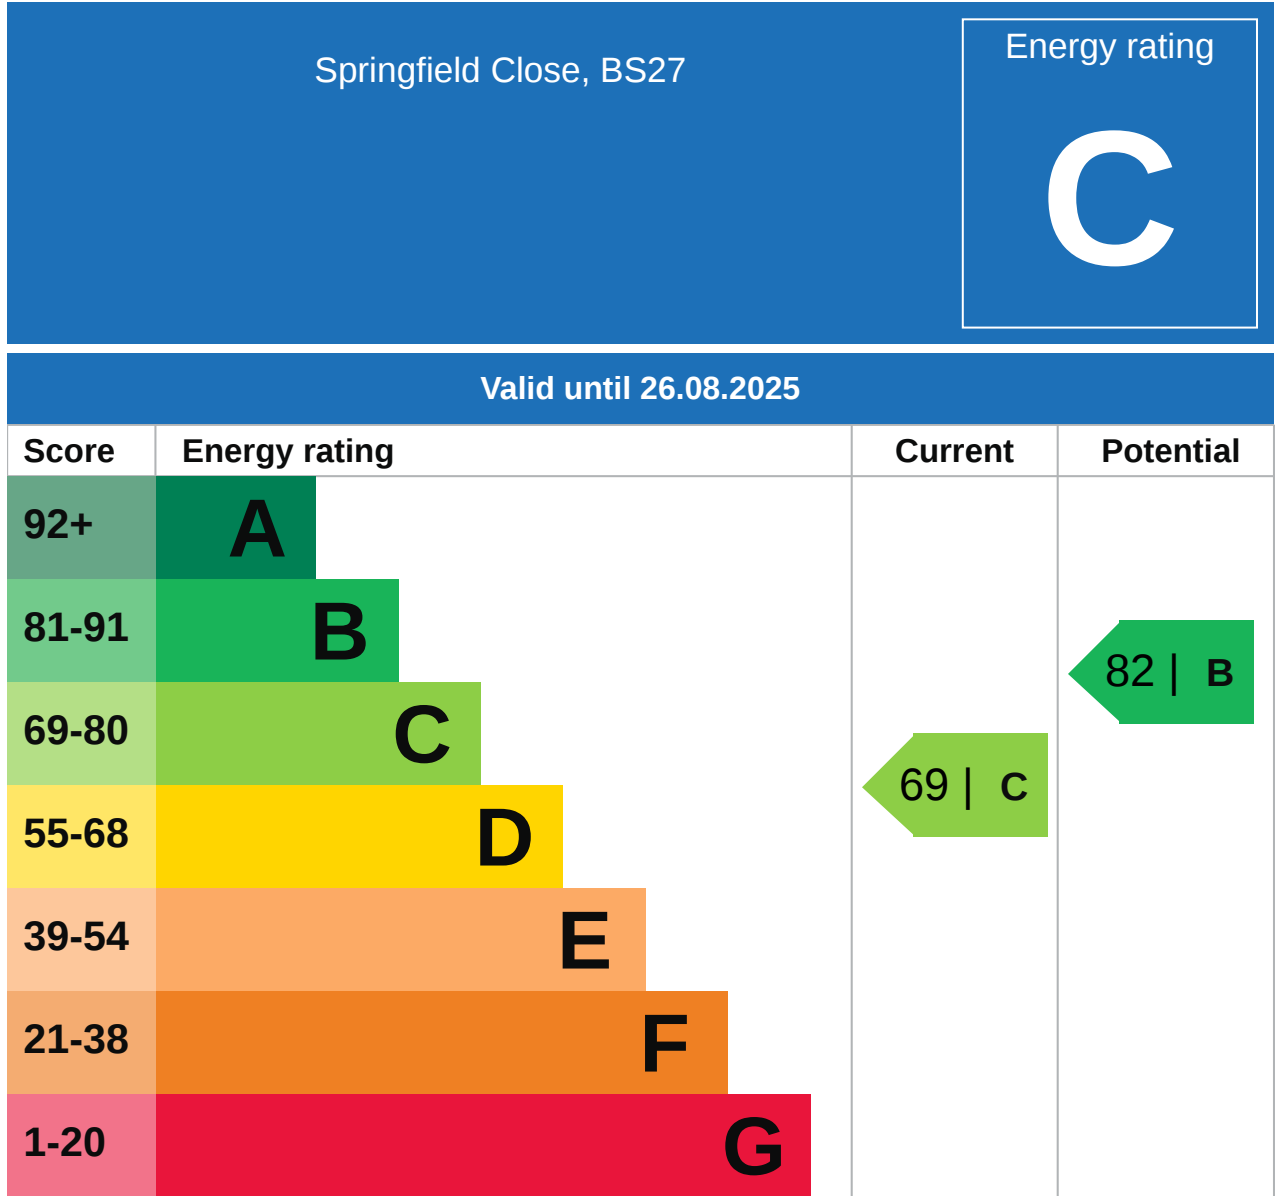 Springfield Close, BS27
Energy rating
C
Valid until 26.08.2025
Score Energy rating Current Potential
92+ A
81-91 B
82 | B
69-80 C
69 | C
55-68 D
39-54 E
21-38 F
1-20 G